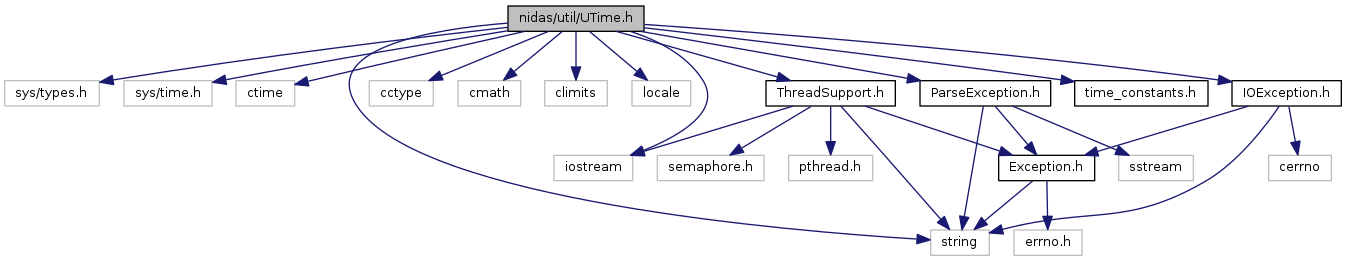 nidas/util/UTime.h
sys/types.h
sys/time.h
ctime
cctype
cmath
climits
locale
ThreadSupport.h
ParseException.h
time_constants.h
IOException.h
iostream
semaphore.h
pthread.h
Exception.h
sstream
cerrno
string
errno.h